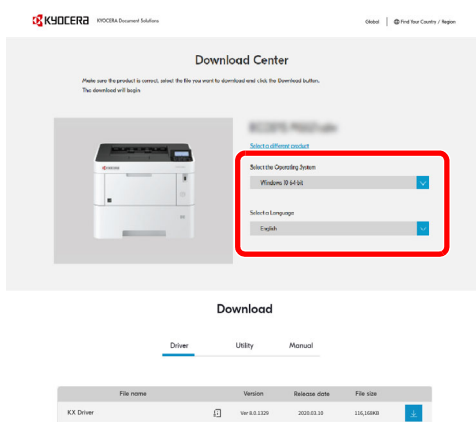 KYOCERA KYOCERA Document Solutions Global Find Your Country / Region
Download Center
Make sure the product is correct, select the file you want to download and click the Download button.
The download will begin
Select a different product
Select the Operating System
Windows 10 64-bit
Select a Language
English
Download
Driver Utility Manual
File name Version Release date File size
KX Driver Ver 8.0.1329 2020.03.10 116,168KB